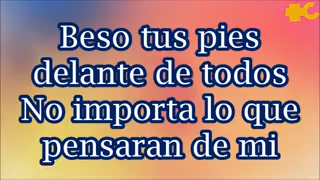 Beso tus pies
delante de todos
No importa lo que
pensaran de mi